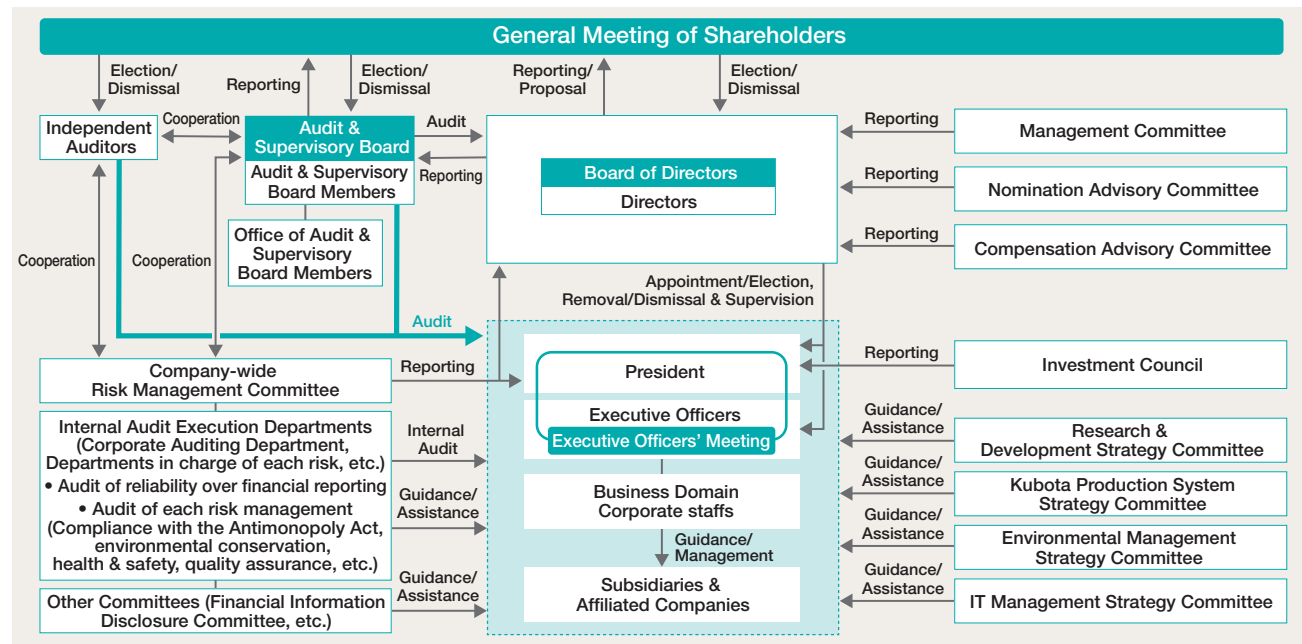 General Meeting of Shareholders
Election/
Dismissal
Reporting
Election/
Dismissal
Reporting/
Proposal
Election/
Dismissal
Independent
Auditors
Cooperation
Audit &
Supervisory Board
Audit & Supervisory
Board Members
Office of Audit &
Supervisory
Board Members
Audit
Reporting
Board of Directors
Directors
Reporting
Management Committee
Reporting
Nomination Advisory Committee
Reporting
Compensation Advisory Committee
Cooperation
Cooperation
Appointment/Election,
Removal/Dismissal & Supervision
Audit
Company-wide
Risk Management Committee
Reporting
President
Reporting
Investment Council
Executive Officers
Executive Officers' Meeting
Internal Audit Execution Departments
(Corporate Auditing Department,
Departments in charge of each risk, etc.)
• Audit of reliability over financial reporting
• Audit of each risk management
(Compliance with the Antimonopoly Act,
environmental conservation,
health & safety, quality assurance, etc.)
Internal
Audit
Guidance/
Assistance
Business Domain
Corporate staffs
Guidance/
Management
Subsidiaries &
Affiliated Companies
Other Committees (Financial Information
Disclosure Committee, etc.)
Guidance/
Assistance
Guidance/
Assistance
Research &
Development Strategy Committee
Guidance/
Assistance
Kubota Production System
Strategy Committee
Guidance/
Assistance
Environmental Management
Strategy Committee
Guidance/
Assistance
IT Management Strategy Committee